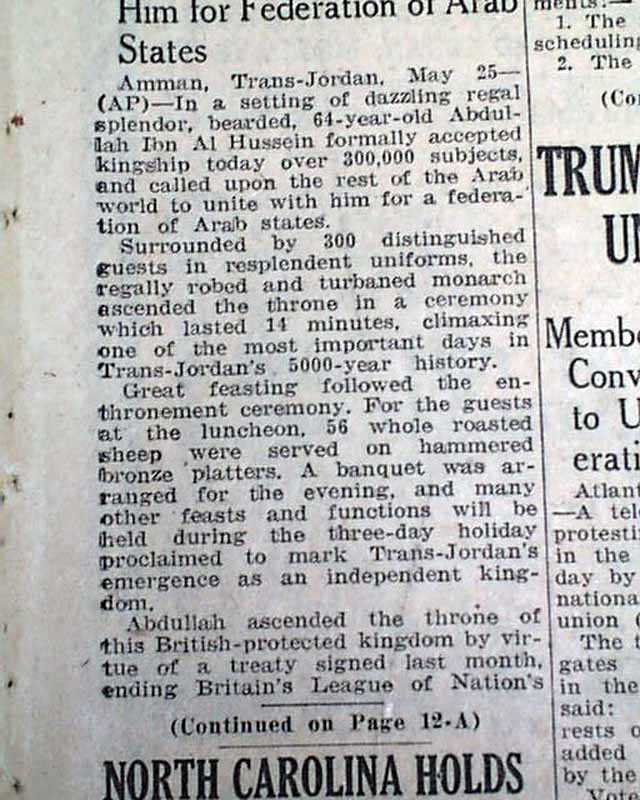 Him for Federation of Arab
States
Amman, Trans-Jordan, May 25—
(AP)—In a setting of dazzling regal
splendor, bearded, 64-year-old Abdul-
lah Ibn Al Hussein formally accepted
kingship today over 300,000 subjects,
and called upon the rest of the Arab
world to unite with him for a federa-
tion of Arab states.
Surrounded by 300 distinguished
guests in resplendent uniforms, the
regally robed and turbaned monarch
ascended the throne in a ceremony
which lasted 14 minutes, climaxing
one of the most important days in
Trans-Jordan's 5000-year history.
Great feasting followed the en-
thronement ceremony. For the guests
at the luncheon, 56 whole roasted
sheep were served on hammered
bronze platters. A banquet was ar-
ranged for the evening, and many
other feasts and functions will be
held during the three-day holiday
proclaimed to mark Trans-Jordan's
emergence as an independent king-
dom.
Abdullah ascended the throne of
this British-protected kingdom by vir-
tue of a treaty signed last month,
ending Britain's League of Nation's
(Continued on Page 12-A)
NORTH CAROLINA HOLDS
ments:—
1. The
scheduling
2. The
(Co
TRUM
UN
Membe
Conv
to U
erati
Atlant
—A tele
protesti
in the
day by
nationa
union (
The t
gates
in the
said:
rests o
added
by the
Vote